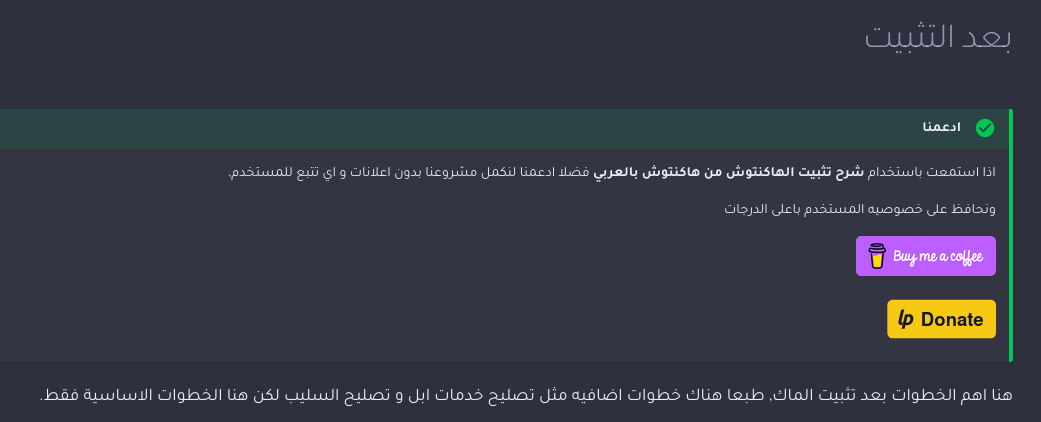 بعد التثبيت
ادعمنا
اذا استمعت باستخدام شرح تثبيت الهاكنتوش من هاكنتوش بالعربي فضلا ادعمنا لنكمل مشروعنا بدون اعلانات و اي تتبع للمستخدم,
ونحافظ على خصوصيه المستخدم باعلى الدرجات
Buy me a coffee
lp Donate
هنا اهم الخطوات بعد تثبيت الماك, طبعا هناك خطوات اضافيه مثل تصليح خدمات ابل و تصليح السليب لكن هنا الخطوات الاساسية فقط.